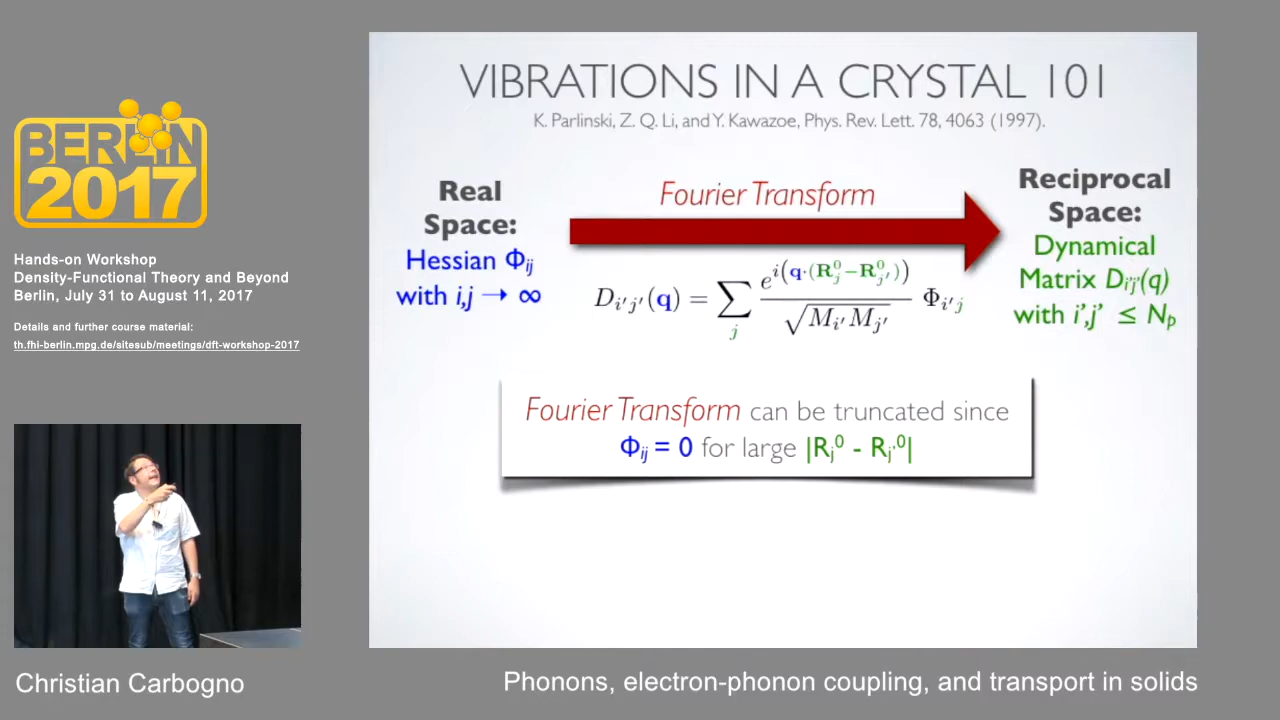 BERLIN
2017
Hands-on Workshop
Density-Functional Theory and Beyond
Berlin, July 31 to August 11, 2017
Details and further course material:
th.fhi-berlin.mpg.de/sitesub/meetings/dft-workshop-2017
VIBRATIONS IN A CRYSTAL 101
K. Parlinski, Z. Q. Li, and Y. Kawazoe, Phys. Rev. Lett. 78, 4063 (1997).
Real
Space:
Hessian Φij
with i,j → ∞
Fourier Transform
Di′j′(q) = ∑j e^i(q·(Rj^0−Rj′^0)) / √Mi′Mj′ Φi′j
Reciprocal
Space:
Dynamical
Matrix Di′j′(q)
with i′,j′ ≤ Np
Fourier Transform can be truncated since
Φij = 0 for large |Rj^0 - Rj′^0|
Christian Carbogno
Phonons, electron-phonon coupling, and transport in solids